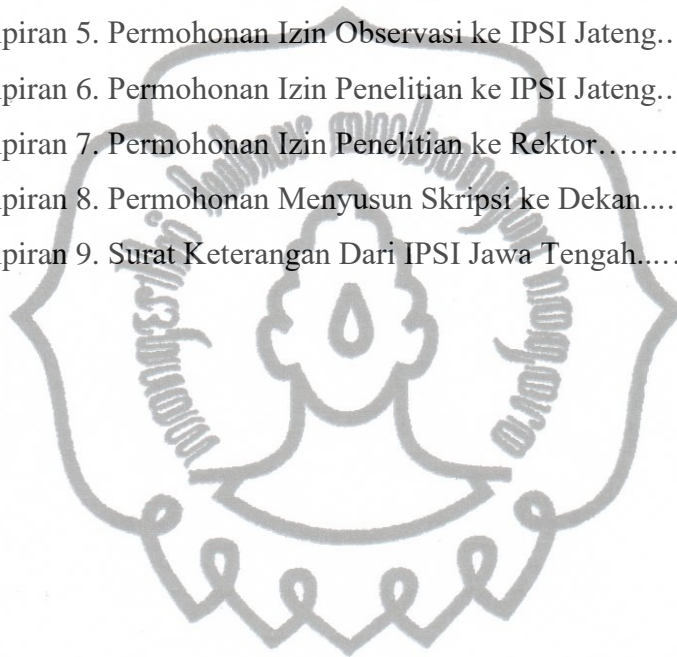 piran 5. Permohonan Izin Observasi ke IPSI Jateng…
piran 6. Permohonan Izin Penelitian ke IPSI Jateng…
piran 7. Permohonan Izin Penelitian ke Rektor……...
piran 8. Permohonan Menyusun Skripsi ke Dekan...…
piran 9. Surat Keterangan Dari IPSI Jawa Tengah...…